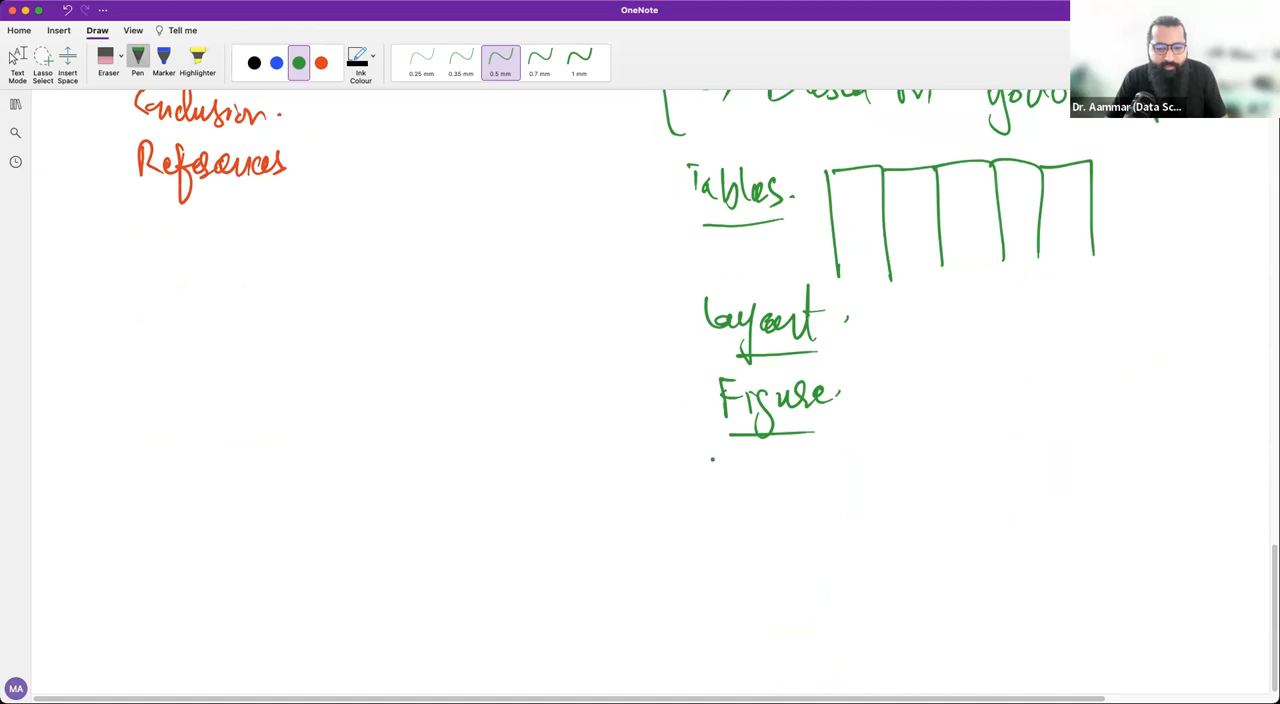 OneNote
Home Insert Draw View Tell me
Text Mode
Lasso Select
Insert Space
Eraser
Pen
Marker
Highlighter
Ink Colour
0.25 mm
0.35 mm
0.5 mm
0.7 mm
1 mm
Dr. Aammar (Data Sc...
Conclusion.
References
Based on
Tables.
Layout.
Figure.
MA